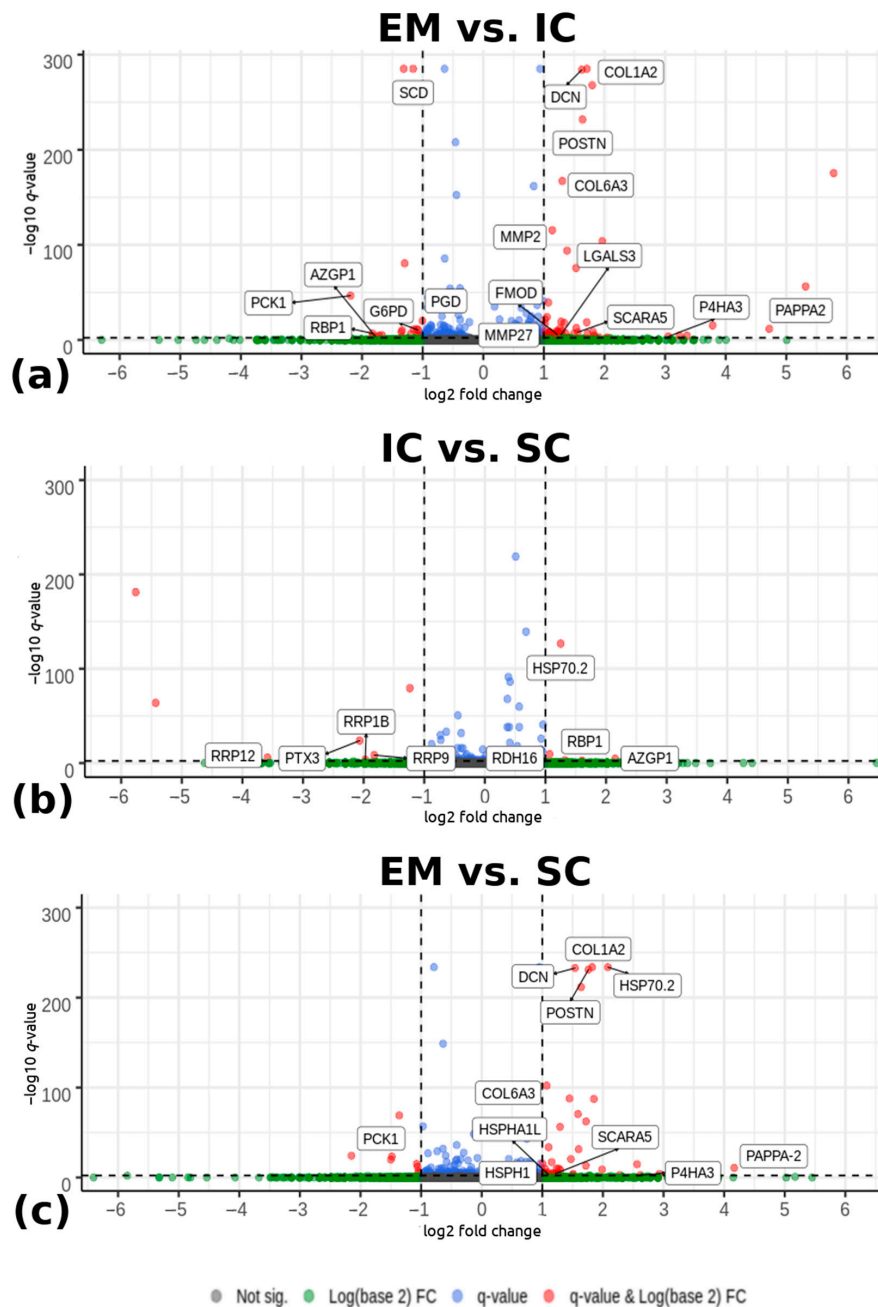 EM vs. IC
300
SCD
COL1A2
DCN
POSTN
200
COL6A3
−log10 q-value
MMP2
LGALS3
100
AZGP1
FMOD
PCK1
G6PD
PGD
SCARA5
P4HA3
PAPPA2
RBP1
MMP27
0
(a)
−6 −5 −4 −3 −2 −1 0 1 2 3 4 5 6
log2 fold change
IC vs. SC
300
200
−log10 q-value
HSP70.2
100
RRP1B
RRP12
PTX3
RRP9
RDH16
RBP1
AZGP1
0
(b)
−6 −5 −4 −3 −2 −1 0 1 2 3 4 5 6
log2 fold change
EM vs. SC
300
COL1A2
DCN
HSP70.2
200
POSTN
−log10 q-value
COL6A3
100
HSPHA1L
SCARA5
PCK1
PAPPA-2
HSPH1
P4HA3
0
(c)
−6 −5 −4 −3 −2 −1 0 1 2 3 4 5 6
log2 fold change
Not sig. Log(base 2) FC q-value q-value & Log(base 2) FC